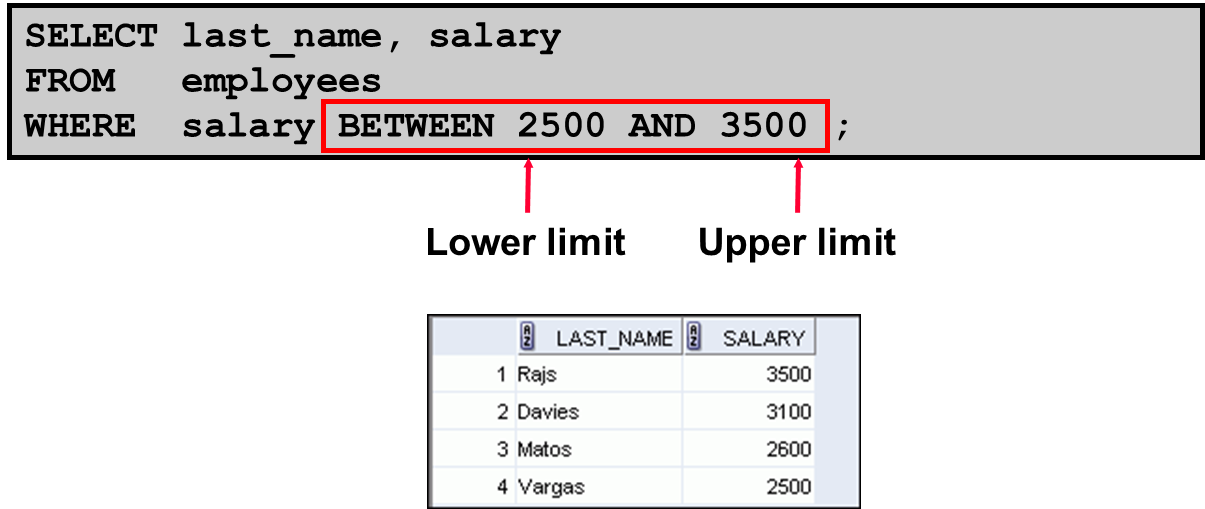 SELECT last_name, salary
FROM employees
WHERE salary BETWEEN 2500 AND 3500 ;
Lower limit Upper limit
LAST_NAME SALARY
1 Rajs 3500
2 Davies 3100
3 Matos 2600
4 Vargas 2500